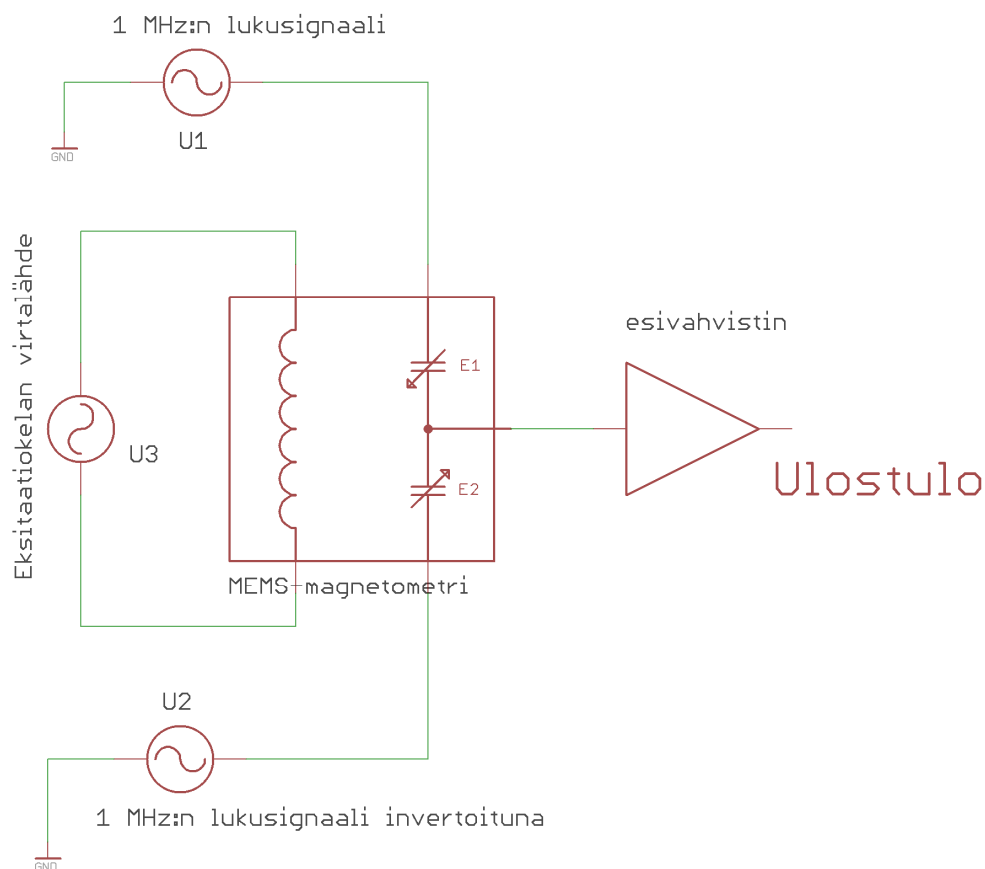 1 MHz:n lukusignaali
U1
GND
Eksitaatiokelan virtalähde
U3
E1
E2
esivahvistin
Ulostulo
MEMS-magnetometri
U2
1 MHz:n lukusignaali invertoituna
GND